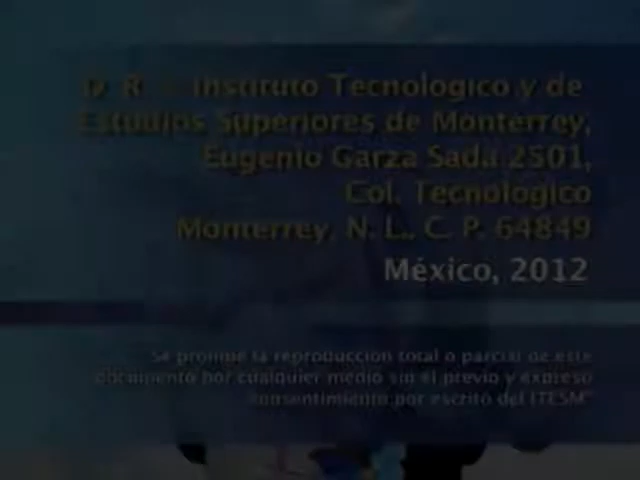 D. R. © Instituto Tecnologico y de
Estudios Superiores de Monterrey,
Eugenio Garza Sada 2501,
Col. Tecnologico
Monterrey, N. L., C. P. 64849
México, 2012
Se prohibe la reproducción total o parcial de este
documento por cualquier medio sin el previo y expreso
consentimiento por escrito del ITESM"